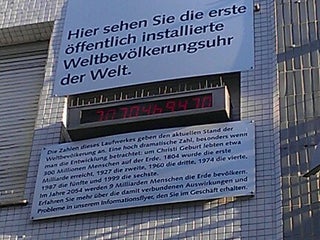 Hier sehen Sie die erste
öffentlich installierte
Weltbevölkerungsuhr
der Welt.
Die Zahlen dieses Laufwerkes geben den aktuellen Stand der
Weltbevölkerung an. Eine hoch dramatische Zahl, besonders wenn
man die Entwicklung betrachtet: um Christi Geburt lebten etwa
300 Millionen Menschen auf der Erde. 1804 wurde die erste
Milliarde erreicht, 1927 die zweite, 1960 die dritte, 1974 die vierte,
1987 die fünfte und 1999 die sechste.
Im Jahre 2054 werden 9 Milliarden Menschen die Erde bevölkern.
Erfahren Sie mehr über die damit verbundenen Auswirkungen und
Probleme in unserem Informationsflyer, den Sie im Geschäft erhalten.